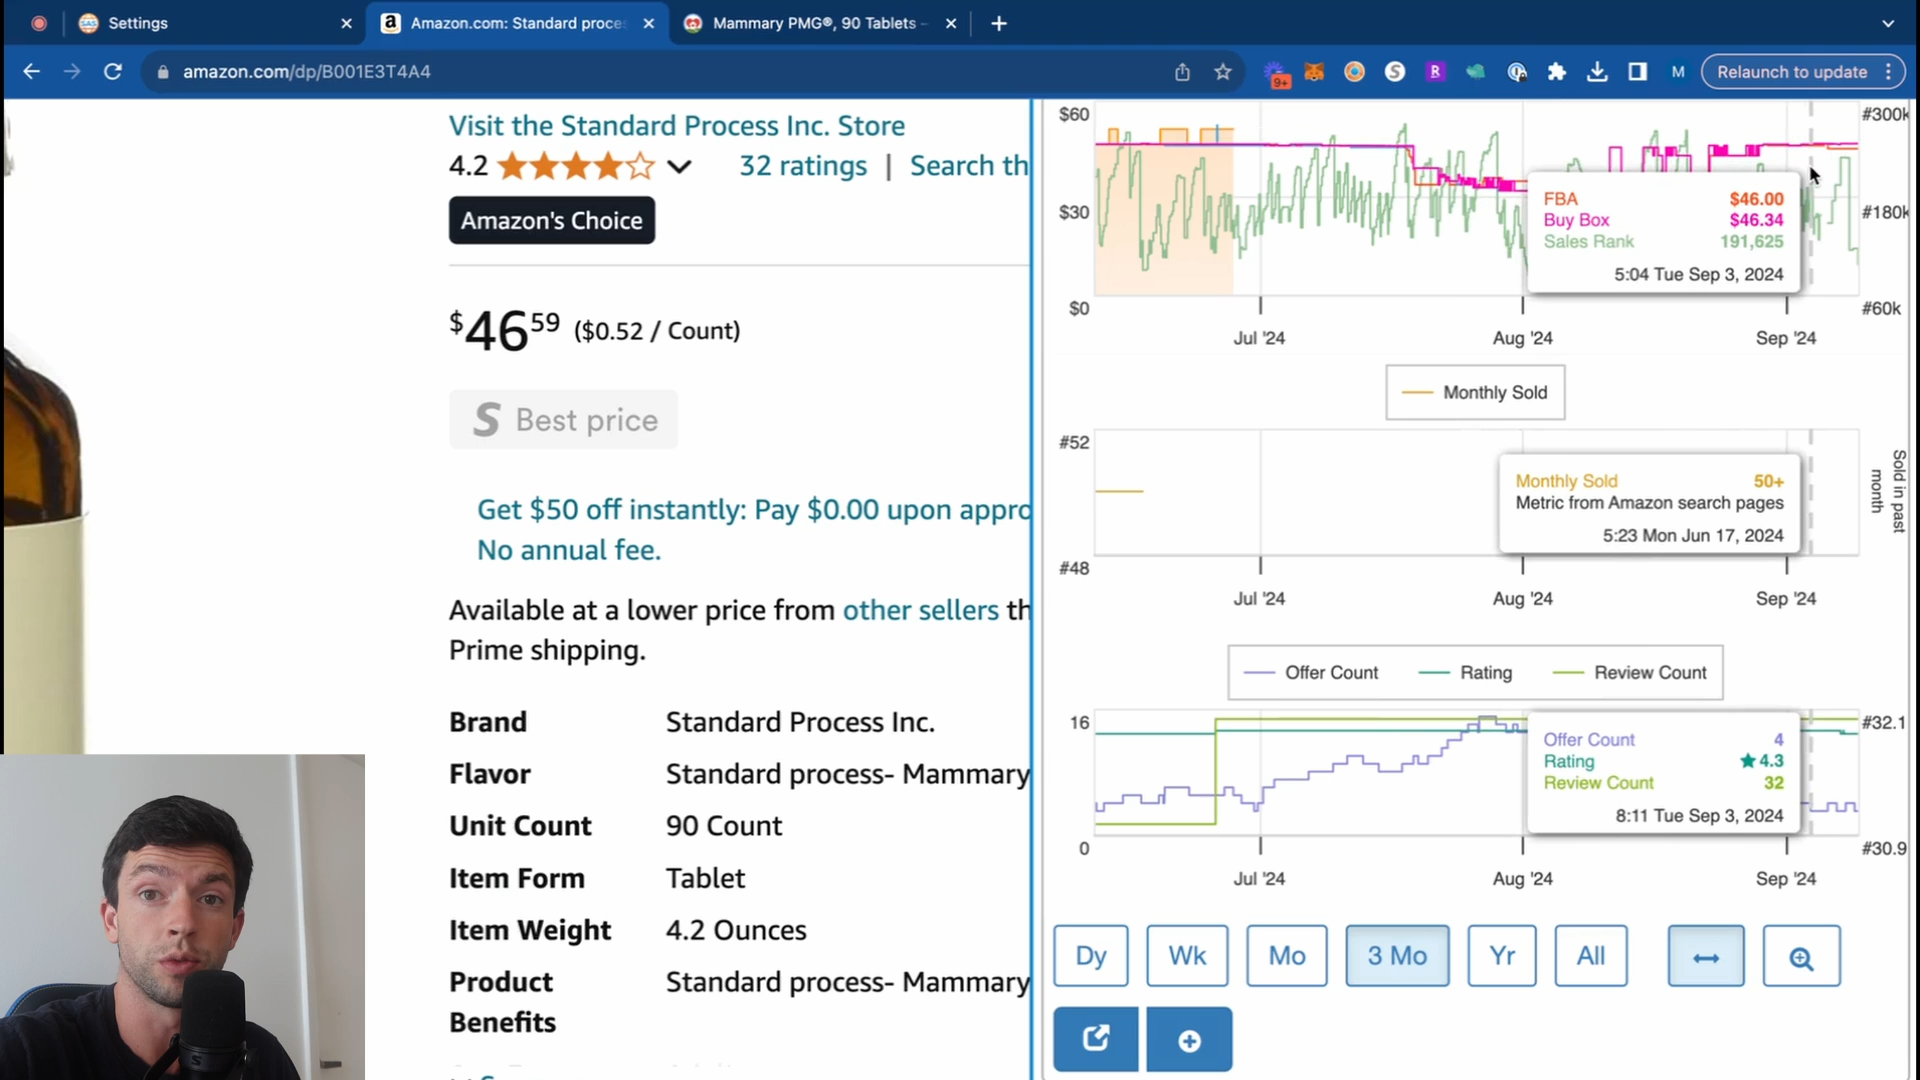 Settings
Amazon.com: Standard proce
Mammary PMG®, 90 Tablets -
amazon.com/dp/B001E3T4A4
9+
S
R
M
Relaunch to update
Visit the Standard Process Inc. Store
4.2
32 ratings | Search th
Amazon's Choice
$46 59 ($0.52 / Count)
S Best price
Get $50 off instantly: Pay $0.00 upon appro
No annual fee.
Available at a lower price from other sellers th
Prime shipping.
Brand Standard Process Inc.
Flavor Standard process- Mammary
Unit Count 90 Count
Item Form Tablet
Item Weight 4.2 Ounces
Product Standard process- Mammary
Benefits
$60
$30
$0
#300k
#180k
#60k
FBA $46.00
Buy Box $46.34
Sales Rank 191,625
5:04 Tue Sep 3, 2024
Jul '24 Aug '24 Sep '24
Monthly Sold
#52
#48
Monthly Sold 50+
Metric from Amazon search pages
5:23 Mon Jun 17, 2024
Sold in past
month
Jul '24 Aug '24 Sep '24
Offer Count Rating Review Count
16
0
#32.1
#30.9
Offer Count 4
Rating 4.3
Review Count 32
8:11 Tue Sep 3, 2024
Jul '24 Aug '24 Sep '24
Dy Wk Mo 3 Mo Yr All